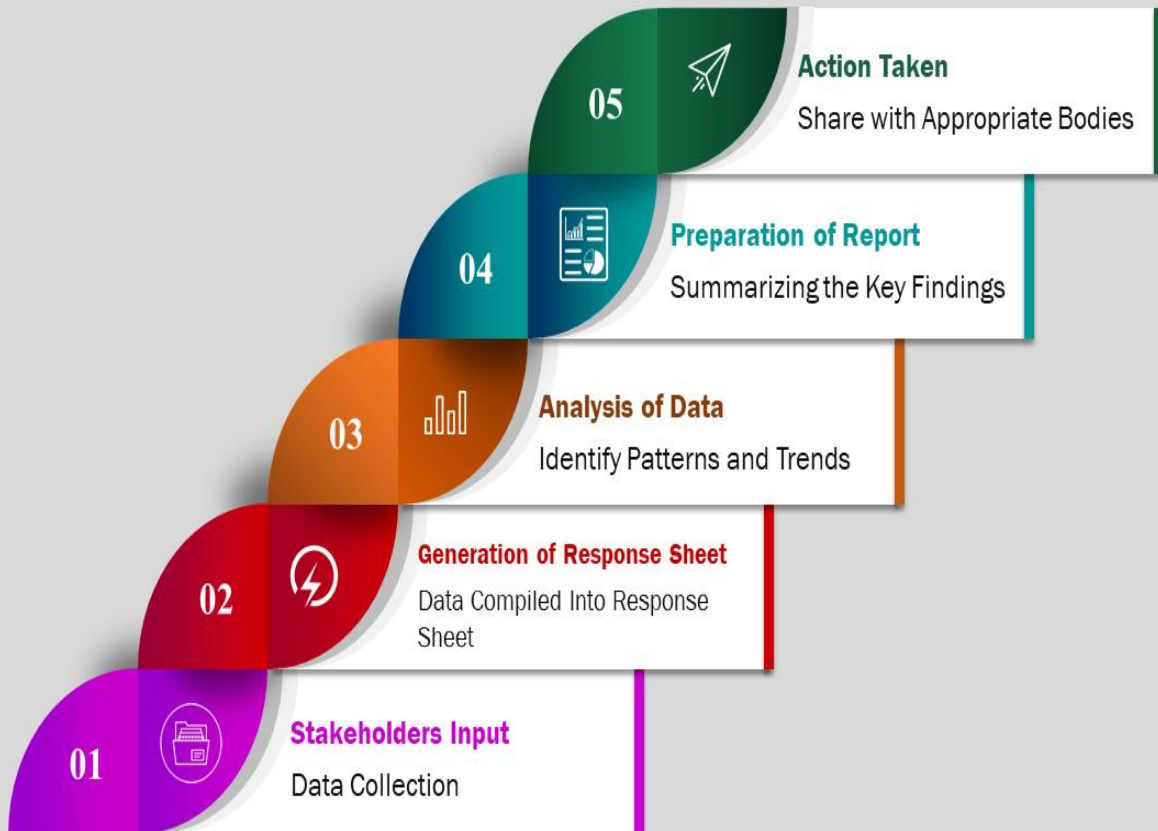 05
Action Taken
Share with Appropriate Bodies
04
Preparation of Report
Summarizing the Key Findings
03
Analysis of Data
Identify Patterns and Trends
02
Generation of Response Sheet
Data Compiled Into Response
Sheet
01
Stakeholders Input
Data Collection